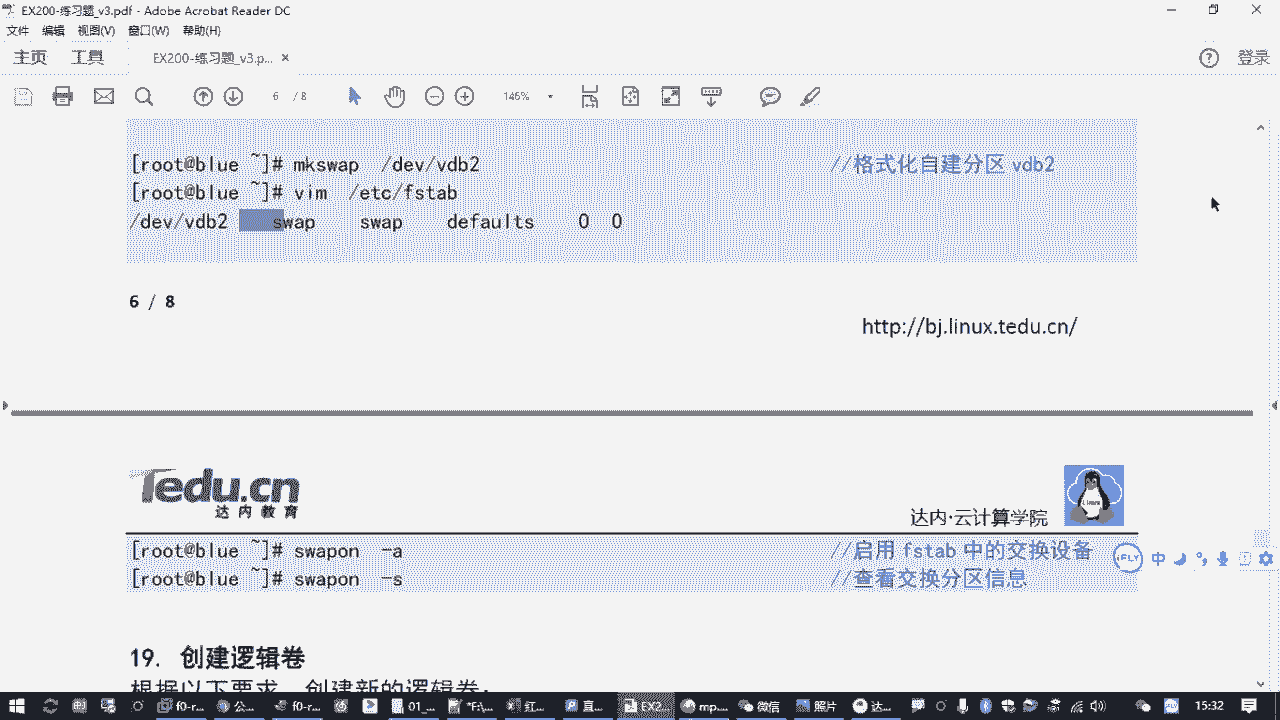 EX200-练习题_v3.pdf - Adobe Acrobat Reader DC
文件 编辑 视图(V) 窗口(W) 帮助(H)
主页 工具 EX200-练习题_v3.p... × 登录
6 / 8 146%
[root@blue ~]# mkswap /dev/vdb2 //格式化自建分区 vdb2
[root@blue ~]# vim /etc/fstab
/dev/vdb2 swap swap defaults 0 0
6 / 8
http://bj.linux.tedu.cn/
Tedu.cn
达内教育
达内·云计算学院
[root@blue ~]# swapon -a //启用 fstab 中的交换设备
[root@blue ~]# swapon -s //查看交换分区信息
iFLY 中
19. 创建逻辑卷
根据以下要求，创建新的逻辑卷：
f0-r... 公... f0-r... 01_... *F:\... 红... 直... EX2... mp... 微信 照片 达... 15:32